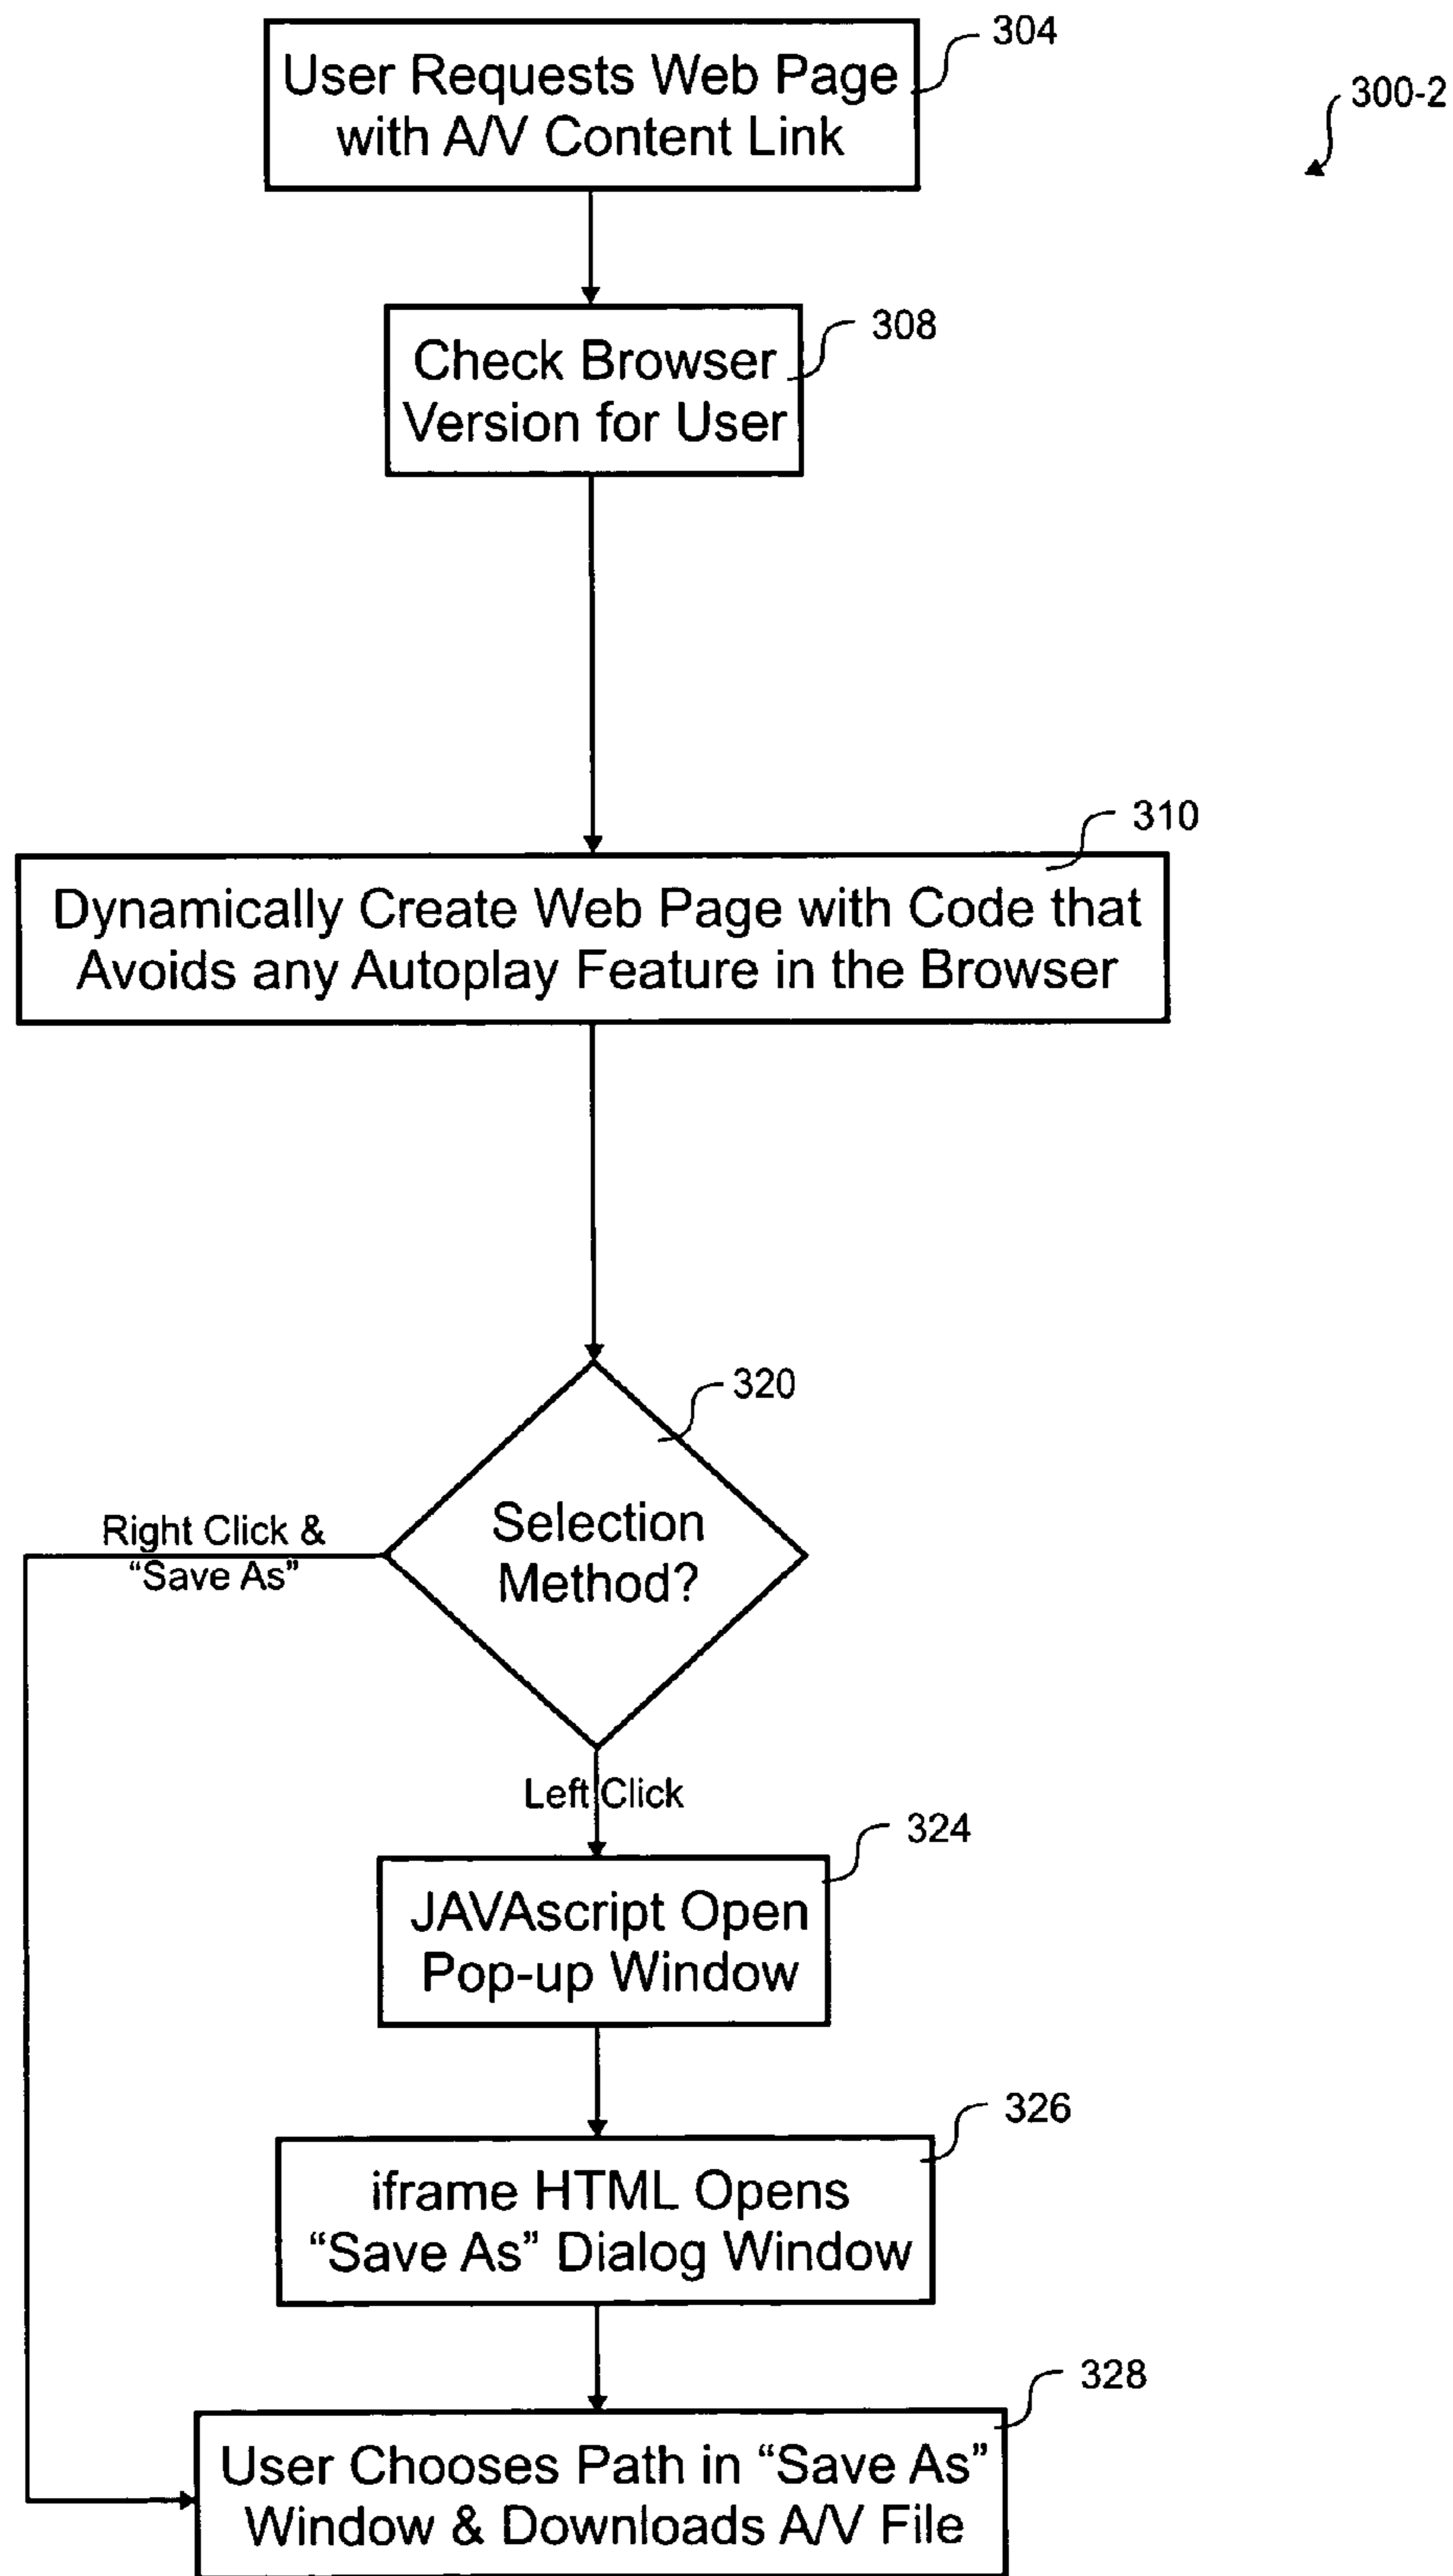 304
User Requests Web Page
with A/V Content Link
300-2
308
Check Browser
Version for User
310
Dynamically Create Web Page with Code that
Avoids any Autoplay Feature in the Browser
320
Selection
Method?
Right Click &
“Save As”
Left Click
324
JAVAscript Open
Pop-up Window
326
iframe HTML Opens
“Save As” Dialog Window
328
User Chooses Path in “Save As”
Window & Downloads A/V File